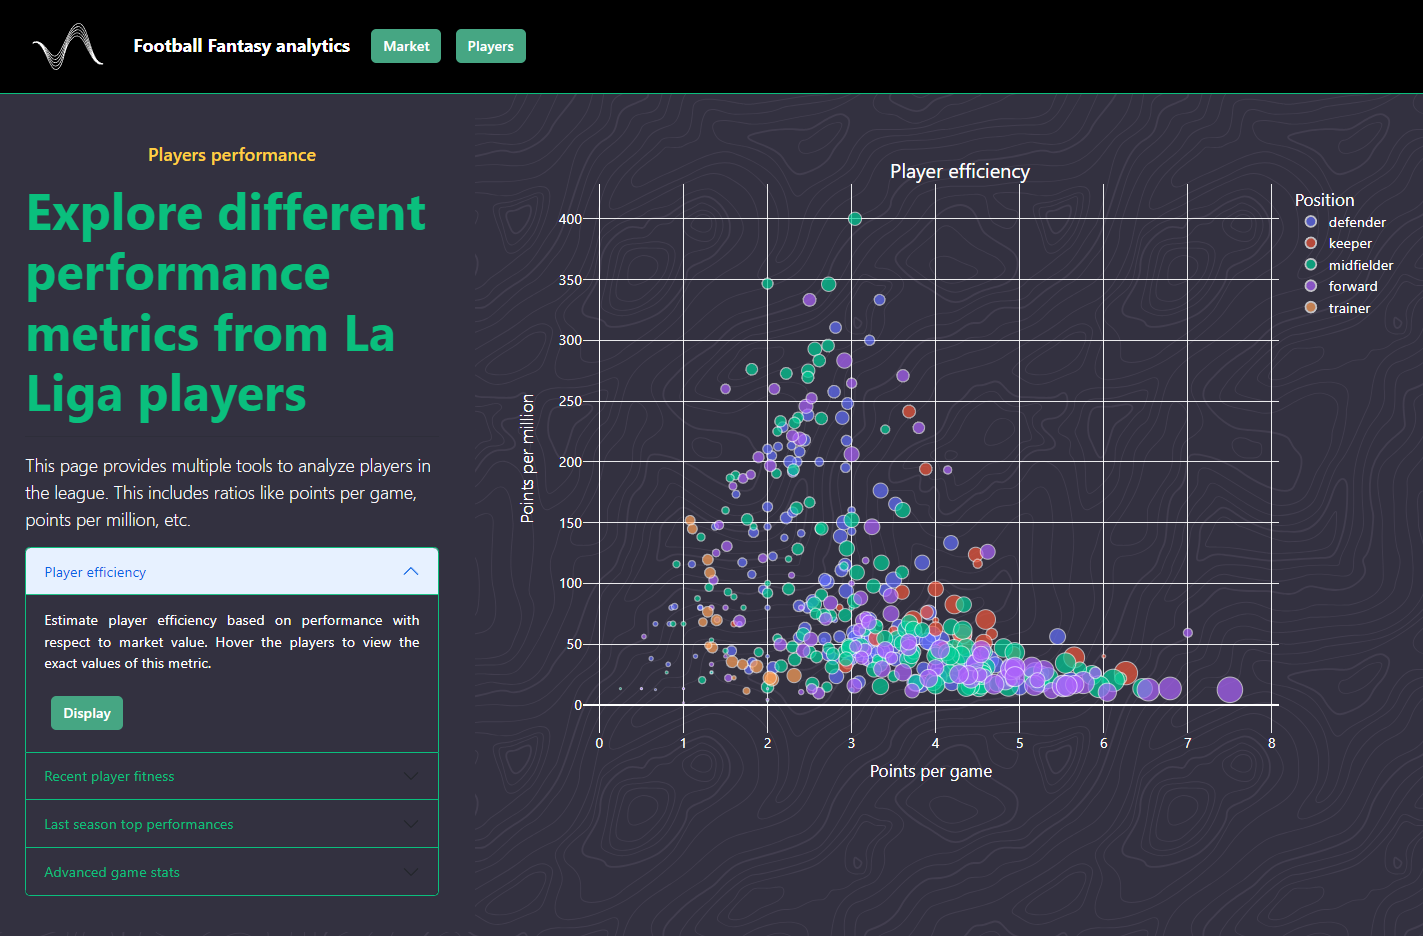 Football Fantasy analytics
Market
Players
Players performance
Explore different
performance
metrics from La
Liga players
This page provides multiple tools to analyze players in
the league. This includes ratios like points per game,
points per million, etc.
Player efficiency
Estimate player efficiency based on performance with
respect to market value. Hover the players to view the
exact values of this metric.
Display
Recent player fitness
Last season top performances
Advanced game stats
Player efficiency
Points per million
400
350
300
250
200
150
100
50
0
0 1 2 3 4 5 6 7 8
Points per game
Position
defender
keeper
midfielder
forward
trainer